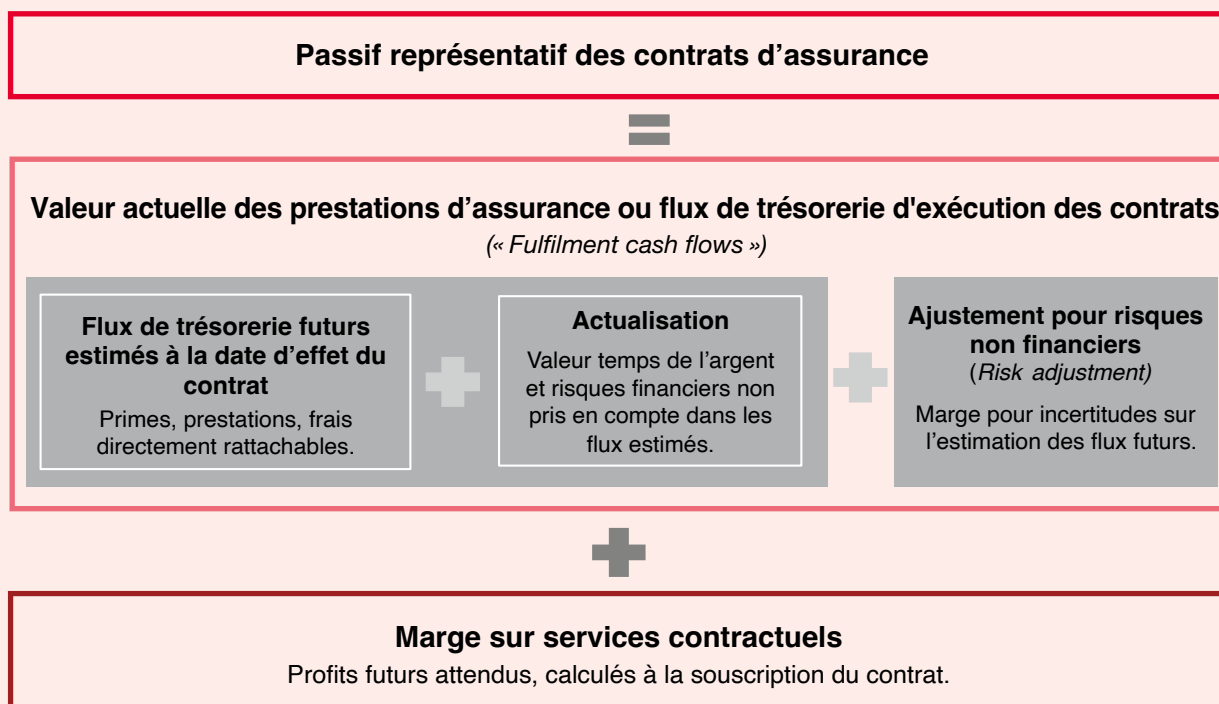 Passif représentatif des contrats d’assurance
=
Valeur actuelle des prestations d’assurance ou flux de trésorerie d'exécution des contrats
(« Fulfilment cash flows »)
Flux de trésorerie futurs
estimés à la date d’effet du
contrat
Primes, prestations, frais
directement rattachables.
+
Actualisation
Valeur temps de l’argent
et risques financiers non
pris en compte dans les
flux estimés.
+
Ajustement pour risques
non financiers
(Risk adjustment)
Marge pour incertitudes sur
l’estimation des flux futurs.
+
Marge sur services contractuels
Profits futurs attendus, calculés à la souscription du contrat.